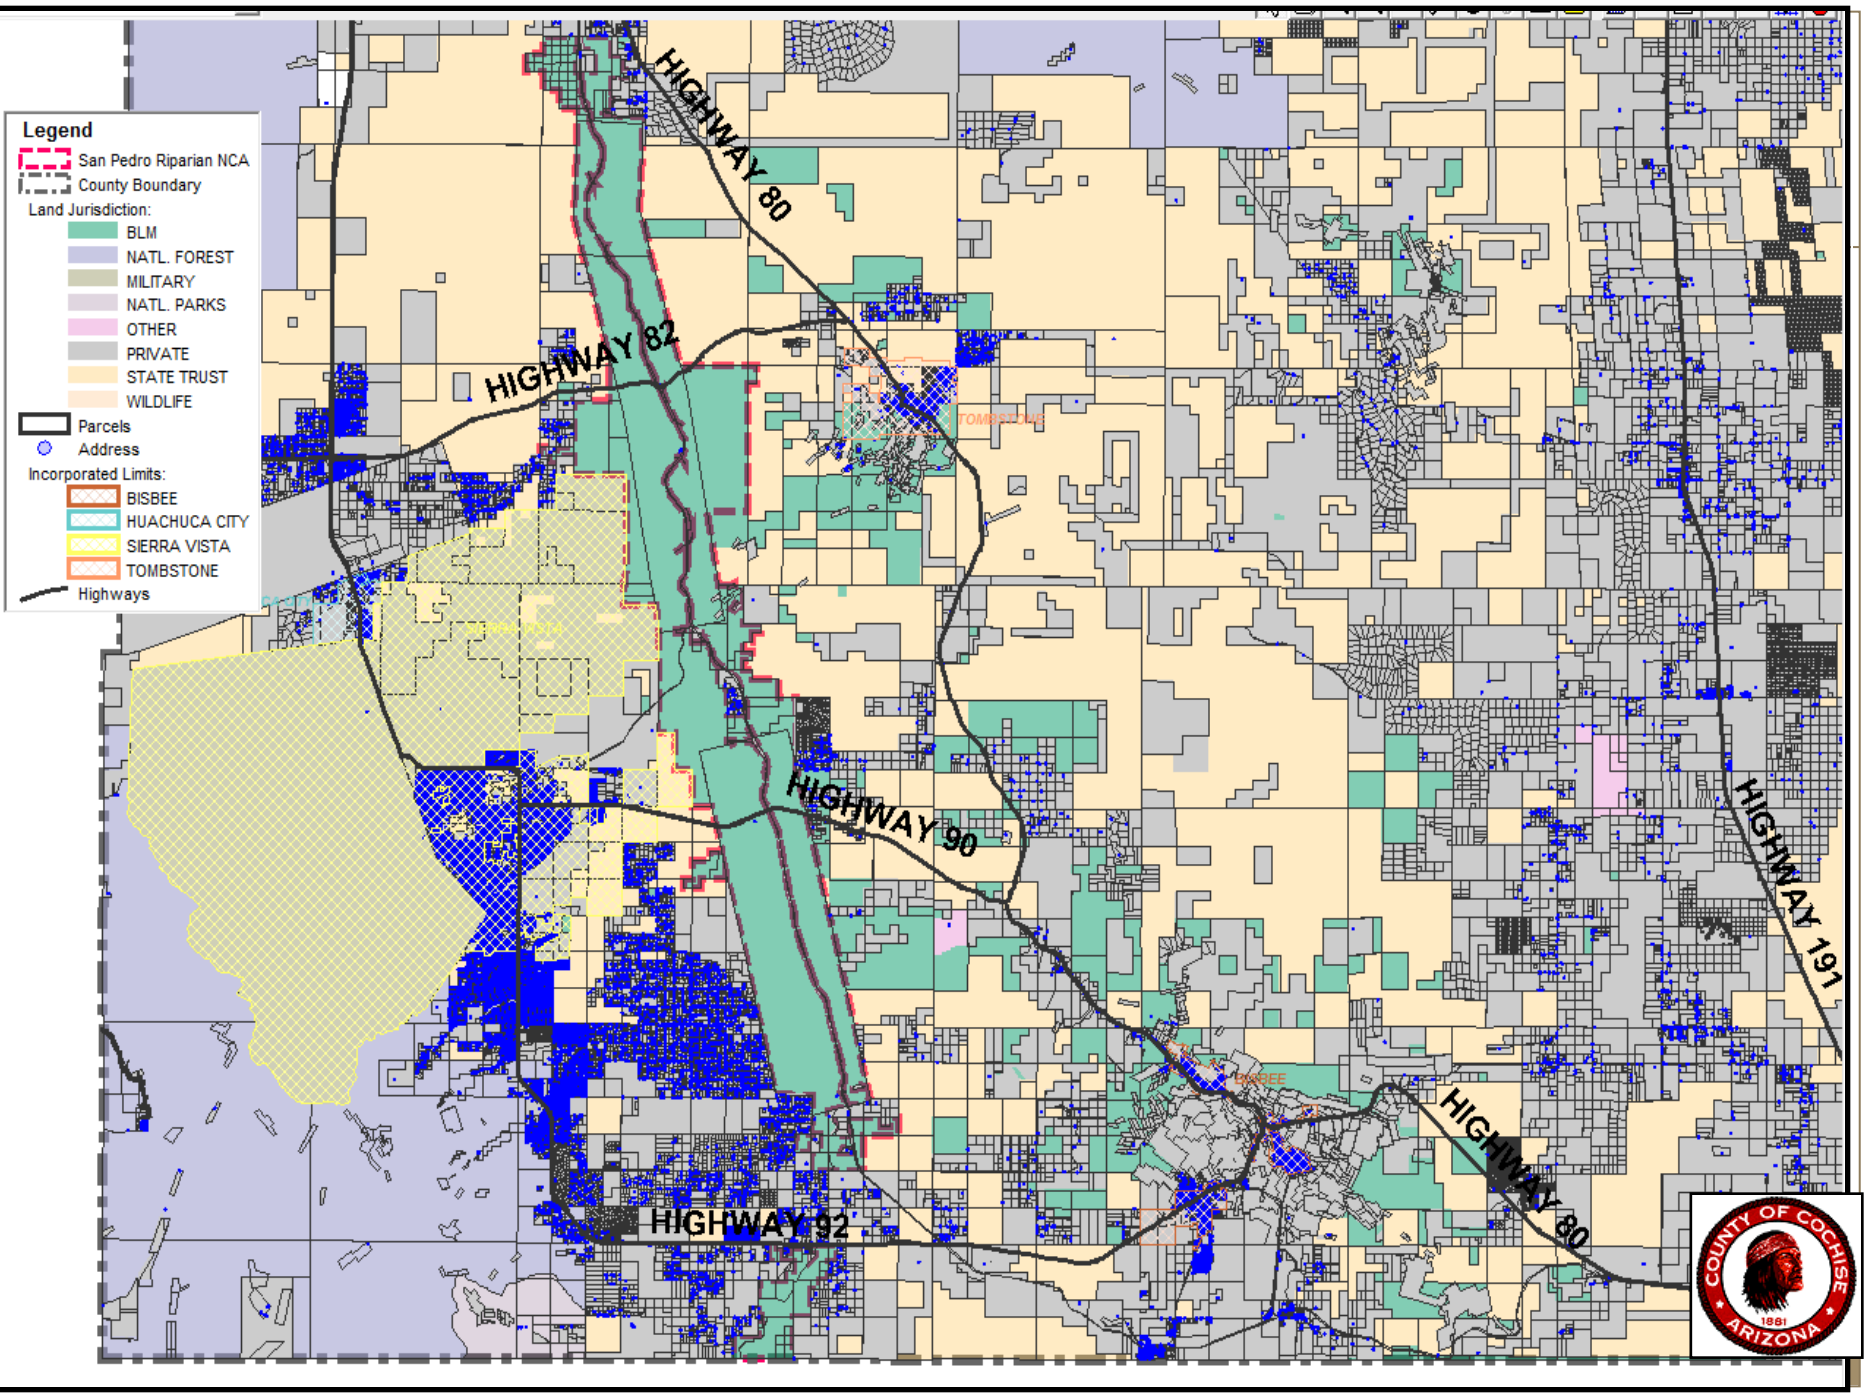 Legend
San Pedro Riparian NCA
County Boundary
Land Jurisdiction:
BLM
NATL. FOREST
MILITARY
NATL. PARKS
OTHER
PRIVATE
STATE TRUST
WILDLIFE
Parcels
Address
Incorporated Limits:
BISBEE
HUACHUCA CITY
SIERRA VISTA
TOMBSTONE
Highways
HIGHWAY 80
HIGHWAY 82
TOMBSTONE
SIERRA VISTA
HIGHWAY 90
HIGHWAY 191
BISBEE
HIGHWAY 80
HIGHWAY 92
COUNTY OF COCHISE
1881
ARIZONA